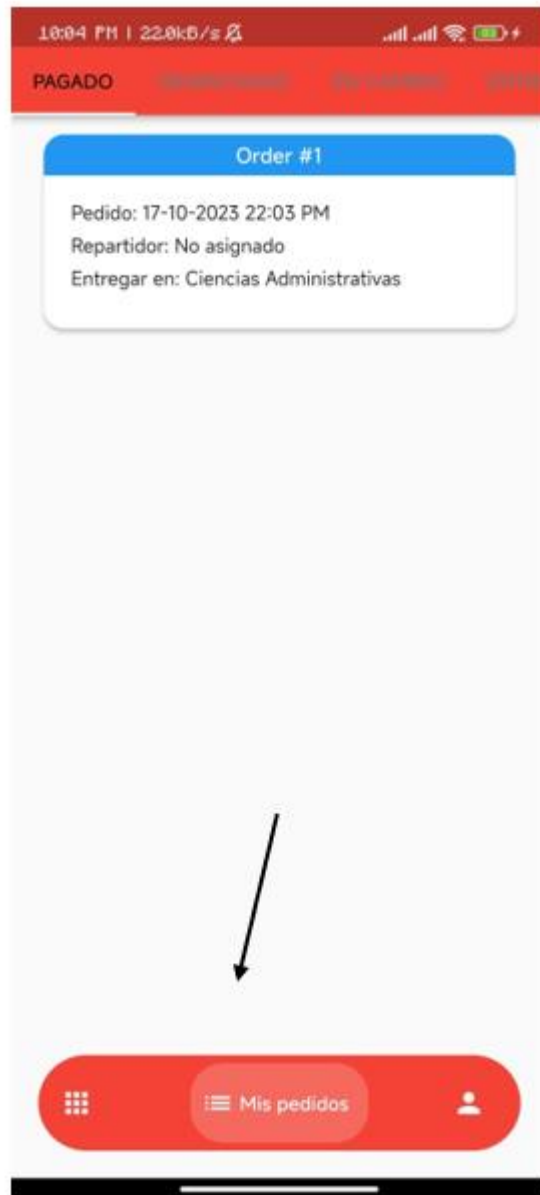 10:04 PM | 22.0kB/s
PAGADO
Order #1
Pedido: 17-10-2023 22:03 PM
Repartidor: No asignado
Entregar en: Ciencias Administrativas
Mis pedidos